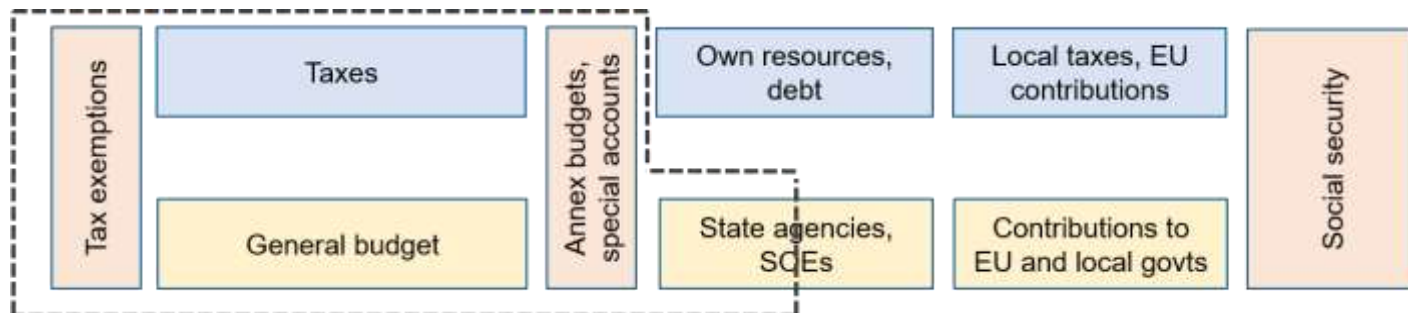 Tax exemptions
Taxes
General budget
Annex budgets,
special accounts
Own resources,
debt
State agencies,
SOEs
Local taxes, EU
contributions
Contributions to
EU and local govts
Social security